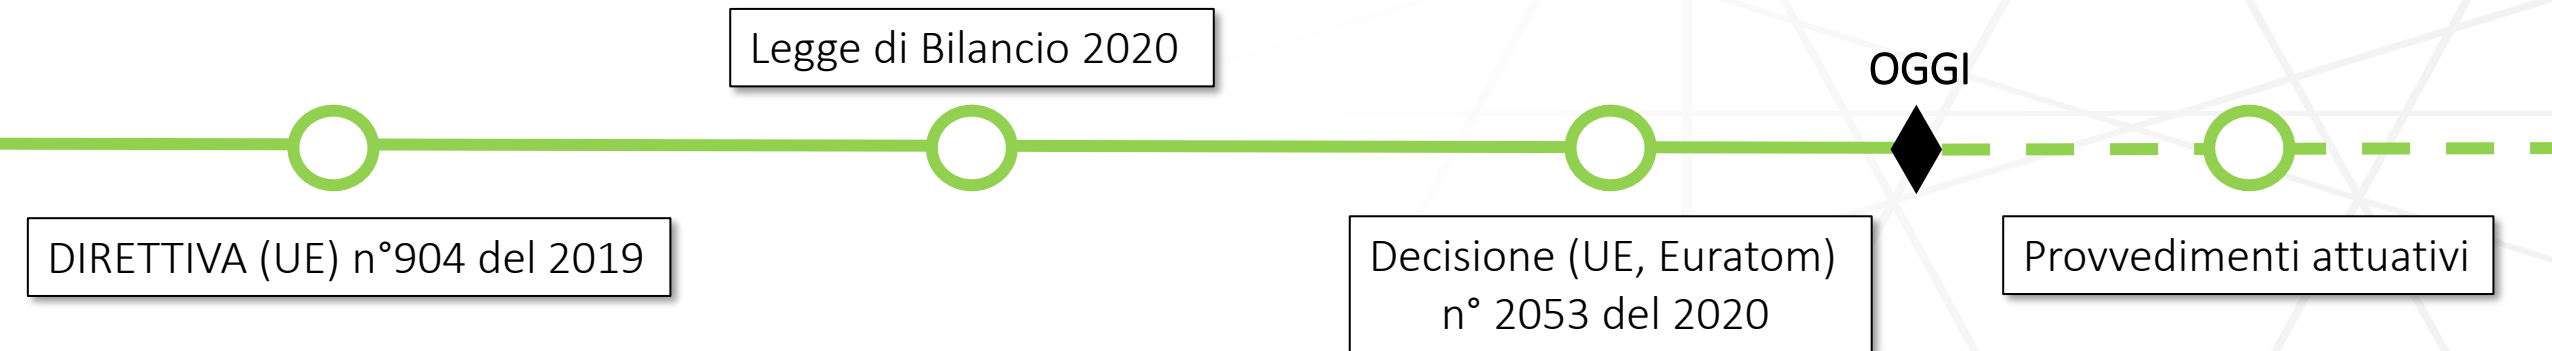 Legge di Bilancio 2020
OGGI
DIRETTIVA (UE) n°904 del 2019
Decisione (UE, Euratom)
n° 2053 del 2020
Provvedimenti attuativi